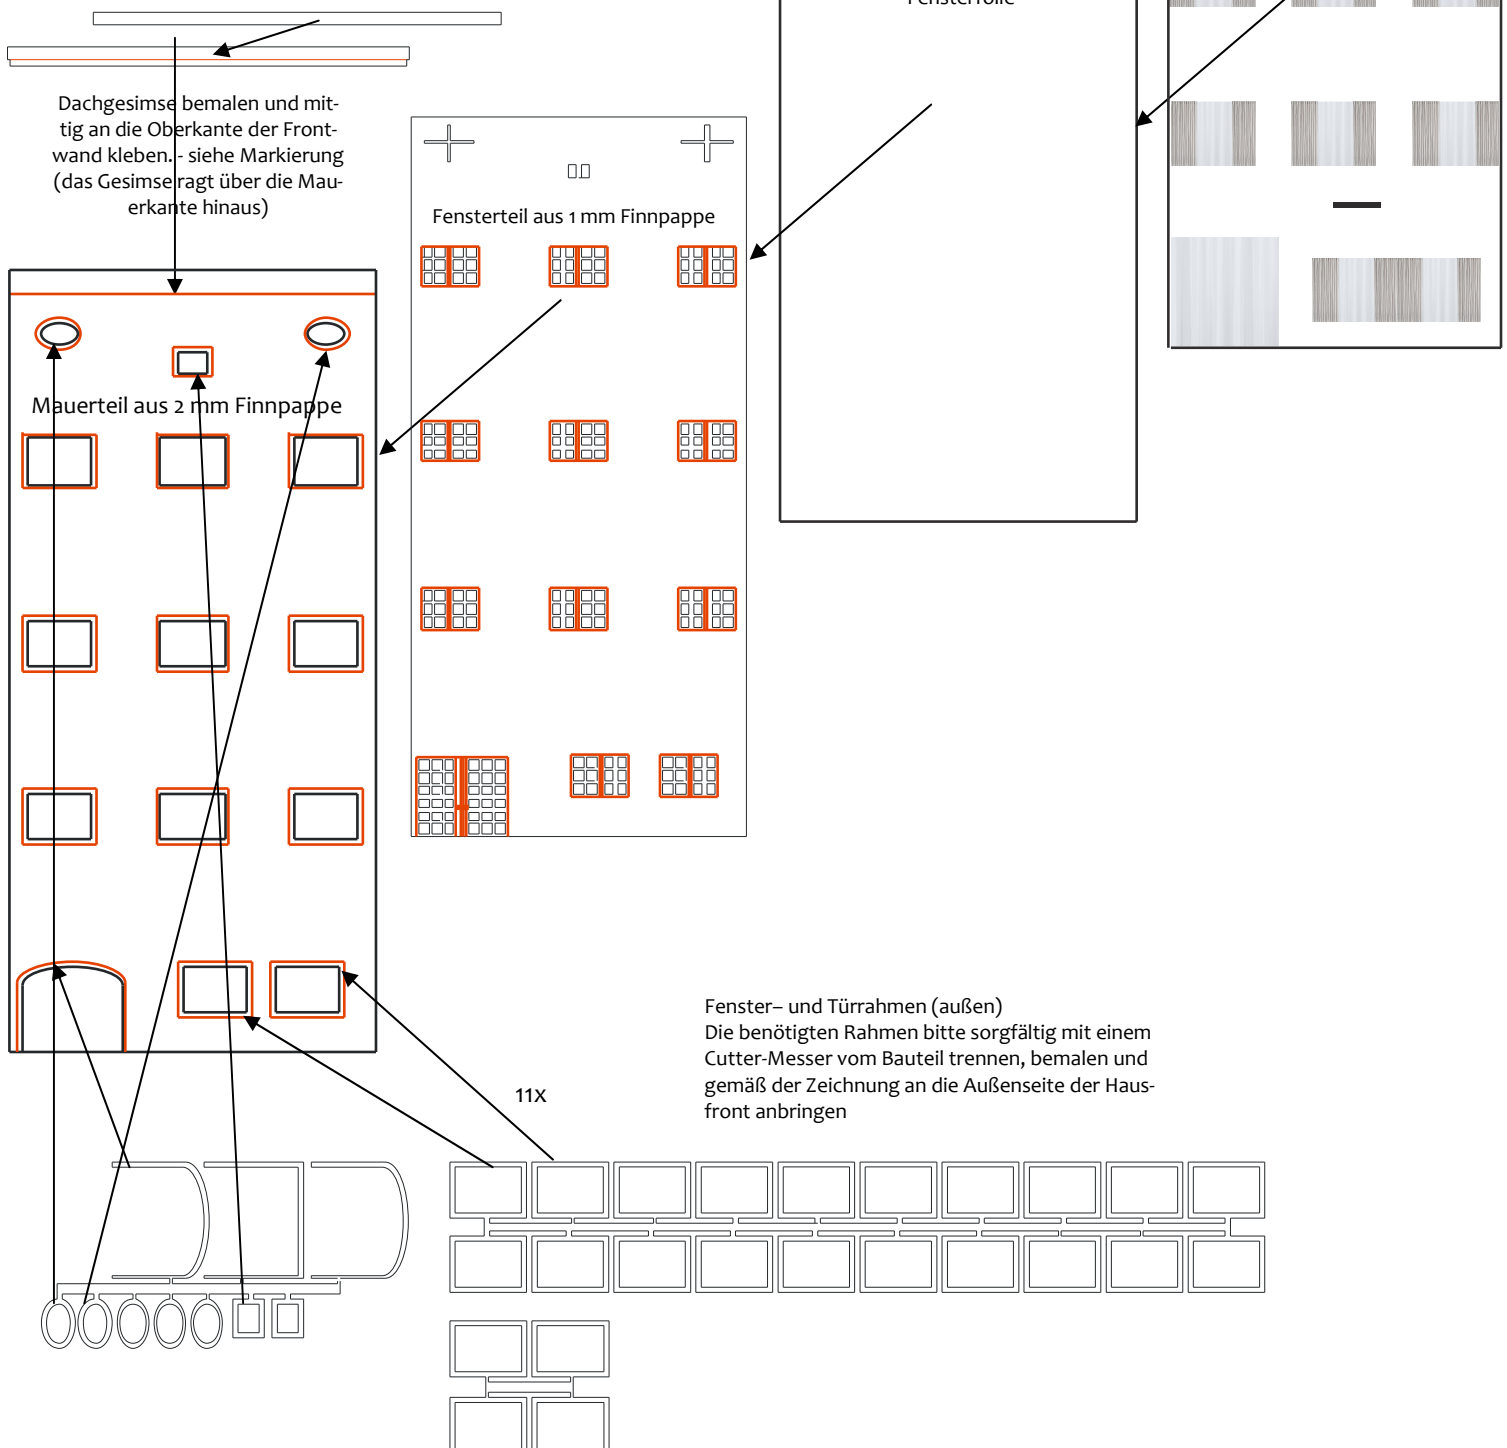 Fensterfolie
Dachgesimse bemalen und mit-
tig an die Oberkante der Front-
wand kleben. - siehe Markierung
(das Gesimse ragt über die Mau-
erkante hinaus)
Fensterteil aus 1 mm Finnpappe
Mauerteil aus 2 mm Finnpappe
Fenster– und Türrahmen (außen)
Die benötigten Rahmen bitte sorgfältig mit einem
Cutter-Messer vom Bauteil trennen, bemalen und
gemäß der Zeichnung an die Außenseite der Haus-
front anbringen
11X